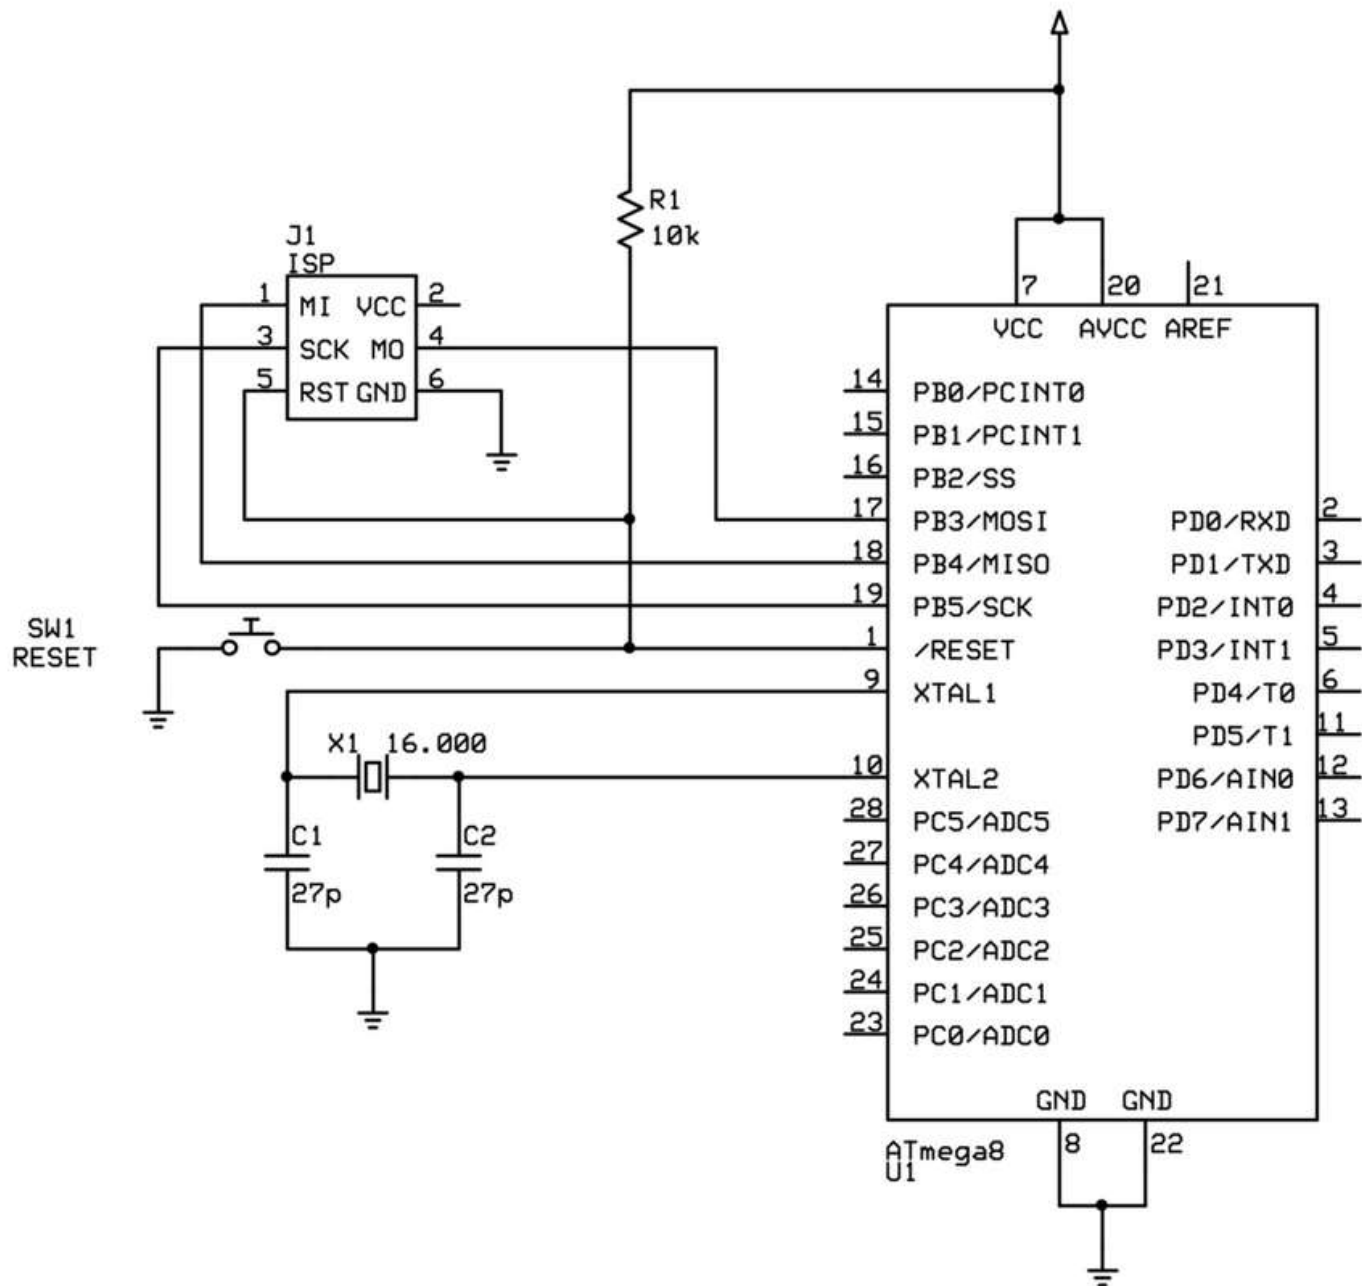 R1
10k
J1
ISP
1 MI VCC 2
3 SCK MO 4
5 RST GND 6
7 20 21
VCC AVCC AREF
14 PB0/PCINT0
15 PB1/PCINT1
16 PB2/SS
17 PB3/MOSI PD0/RXD 2
18 PB4/MISO PD1/TXD 3
19 PB5/SCK PD2/INT0 4
SW1
RESET
1 /RESET PD3/INT1 5
9 XTAL1 PD4/T0 6
PD5/T1 11
X1 16.000
10 XTAL2 PD6/AIN0 12
28 PC5/ADC5 PD7/AIN1 13
C1
27p
C2
27p
27 PC4/ADC4
26 PC3/ADC3
25 PC2/ADC2
24 PC1/ADC1
23 PC0/ADC0
GND GND
8 22
ATmega8
U1